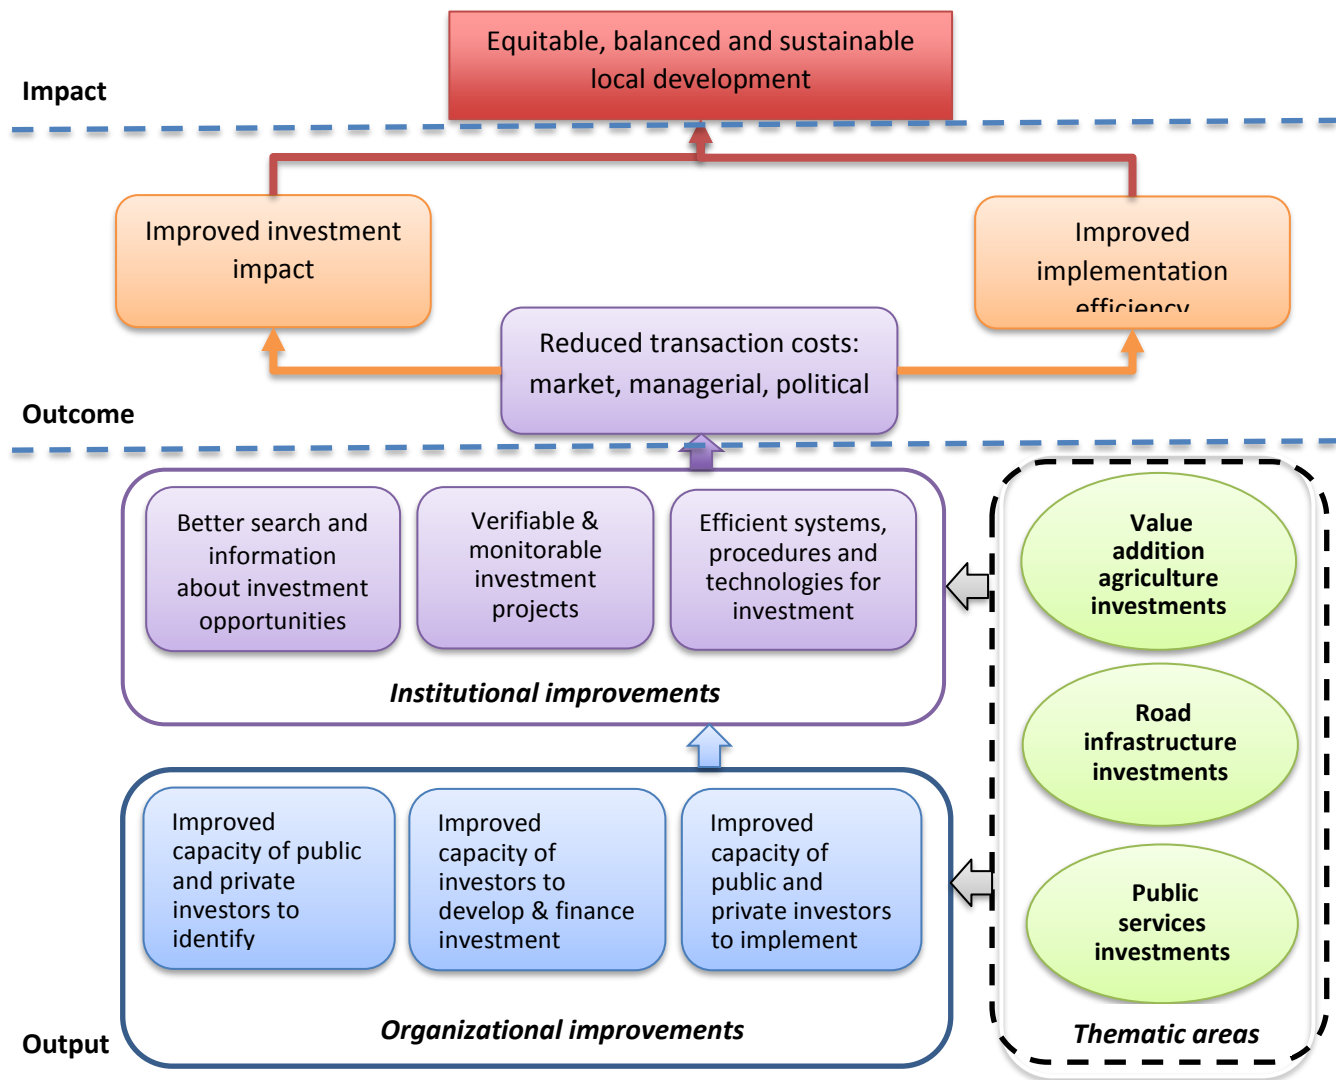 Equitable, balanced and sustainable
local development
Impact
Improved investment
impact
Improved
implementation
efficiency
Reduced transaction costs:
market, managerial, political
Outcome
Better search and
information
about investment
opportunities
Verifiable &
monitorable
investment
projects
Efficient systems,
procedures and
technologies for
investment
Institutional improvements
Value
addition
agriculture
investments
Road
infrastructure
investments
Public
services
investments
Thematic areas
Improved
capacity of public
and private
investors to
identify
Improved
capacity of
investors to
develop & finance
investment
Improved
capacity of
public and
private investors
to implement
Organizational improvements
Output